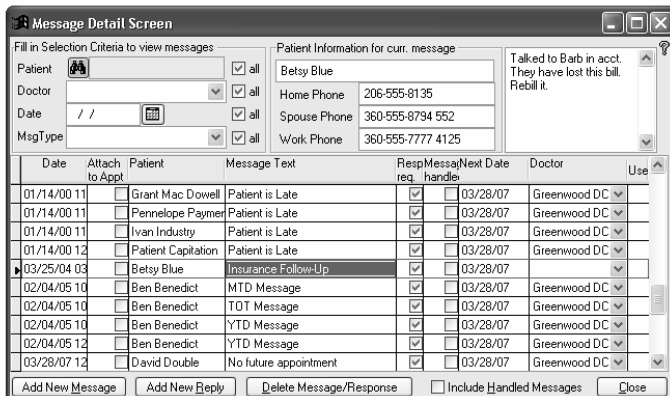 Message Detail Screen
Fill in Selection Criteria to view messages
Patient all
Doctor all
Date / / all
MsgType all
Patient Information for curr. message
Betsy Blue
Home Phone 206-555-8135
Spouse Phone 360-555-8794 552
Work Phone 360-555-7777 4125
Talked to Barb in acct.
They have lost this bill.
Rebill it.
?
Date Attach to Appt Patient Message Text Resp req. Messag handle Next Date Doctor Use
01/14/00 11 Grant Mac Dowell Patient is Late 03/28/07 Greenwood DC
01/14/00 11 Pennelope Paymer Patient is Late 03/28/07 Greenwood DC
01/14/00 11 Ivan Industry Patient is Late 03/28/07 Greenwood DC
01/14/00 12 Patient Capitation Patient is Late 03/28/07 Greenwood DC
03/25/04 03 Betsy Blue Insurance Follow-Up 03/28/07
02/04/05 10 Ben Benedict MTD Message 03/28/07 Greenwood DC
02/04/05 10 Ben Benedict TOT Message 03/28/07 Greenwood DC
02/04/05 10 Ben Benedict YTD Message 03/28/07 Greenwood DC
02/04/05 12 Ben Benedict YTD Message 03/28/07 Greenwood DC
03/28/07 12 David Double No future appointment 03/28/07 Greenwood DC
Add New Message Add New Reply Delete Message/Response Include Handled Messages Close